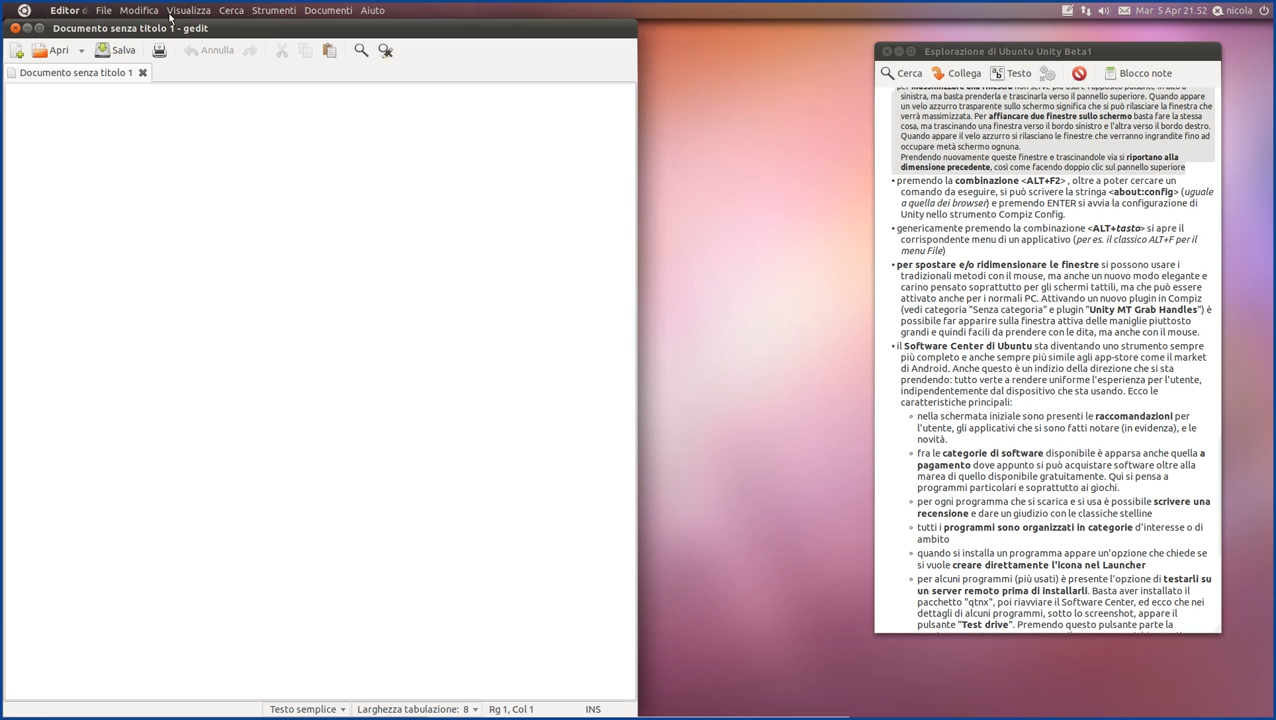 Editor d File Modifica Visualizza Cerca Strumenti Documenti Aiuto
Mar 5 Apr 21.52 nicola
Documento senza titolo 1 - gedit
Apri Salva Annulla
Documento senza titolo 1
Testo semplice Larghezza tabulazione: 8 Rg 1, Col 1 INS
Esplorazione di Ubuntu Unity Beta1
Cerca Collega Testo Blocco note
per massimizzare una finestra non serve più usare l'apposito pulsante in alto a
sinistra, ma basta prenderla e trascinarla verso il pannello superiore. Quando appare
un velo azzurro trasparente sullo schermo significa che si può rilasciare la finestra che
verrà massimizzata. Per affiancare due finestre sullo schermo basta fare la stessa
cosa, ma trascinando una finestra verso il bordo sinistro e l'altra verso il bordo destro.
Quando appare il velo azzurro si rilasciano le finestre che verranno ingrandite fino ad
occupare metà schermo ognuna.
Prendendo nuovamente queste finestre e trascinandole via si riportano alla
dimensione precedente, così come facendo doppio clic sul pannello superiore
• premendo la combinazione <ALT+F2> , oltre a poter cercare un
comando da eseguire, si può scrivere la stringa <about:config> (uguale
a quella dei browser) e premendo ENTER si avvia la configurazione di
Unity nello strumento Compiz Config.
• genericamente premendo la combinazione <ALT+tasto> si apre il
corrispondente menu di un applicativo (per es. il classico ALT+F per il
menu File)
• per spostare e/o ridimensionare le finestre si possono usare i
tradizionali metodi con il mouse, ma anche un nuovo modo elegante e
carino pensato soprattutto per gli schermi tattili, ma che può essere
attivato anche per i normali PC. Attivando un nuovo plugin in Compiz
(vedi categoria "Senza categoria" e plugin "Unity MT Grab Handles") è
possibile far apparire sulla finestra attiva delle maniglie piuttosto
grandi e quindi facili da prendere con le dita, ma anche con il mouse.
• il Software Center di Ubuntu sta diventando uno strumento sempre
più completo e anche sempre più simile agli app-store come il market
di Android. Anche questo è un indizio della direzione che si sta
prendendo: tutto verte a rendere uniforme l'esperienza per l'utente,
indipendentemente dal dispositivo che sta usando. Ecco le
caratteristiche principali:
◦ nella schermata iniziale sono presenti le raccomandazioni per
l'utente, gli applicativi che si sono fatti notare (in evidenza), e le
novità.
◦ fra le categorie di software disponibile è apparsa anche quella a
pagamento dove appunto si può acquistare software oltre alla
marea di quello disponibile gratuitamente. Qui si pensa a
programmi particolari e soprattutto ai giochi.
◦ per ogni programma che si scarica e si usa è possibile scrivere una
recensione e dare un giudizio con le classiche stelline
◦ tutti i programmi sono organizzati in categorie d'interesse o di
ambito
◦ quando si installa un programma appare un'opzione che chiede se
si vuole creare direttamente l'icona nel Launcher
◦ per alcuni programmi (più usati) è presente l'opzione di testarli su
un server remoto prima di installarli. Basta aver installato il
pacchetto "qtnx", poi riavviare il Software Center, ed ecco che nei
dettagli di alcuni programmi, sotto lo screenshot, appare il
pulsante "Test drive". Premendo questo pulsante parte la